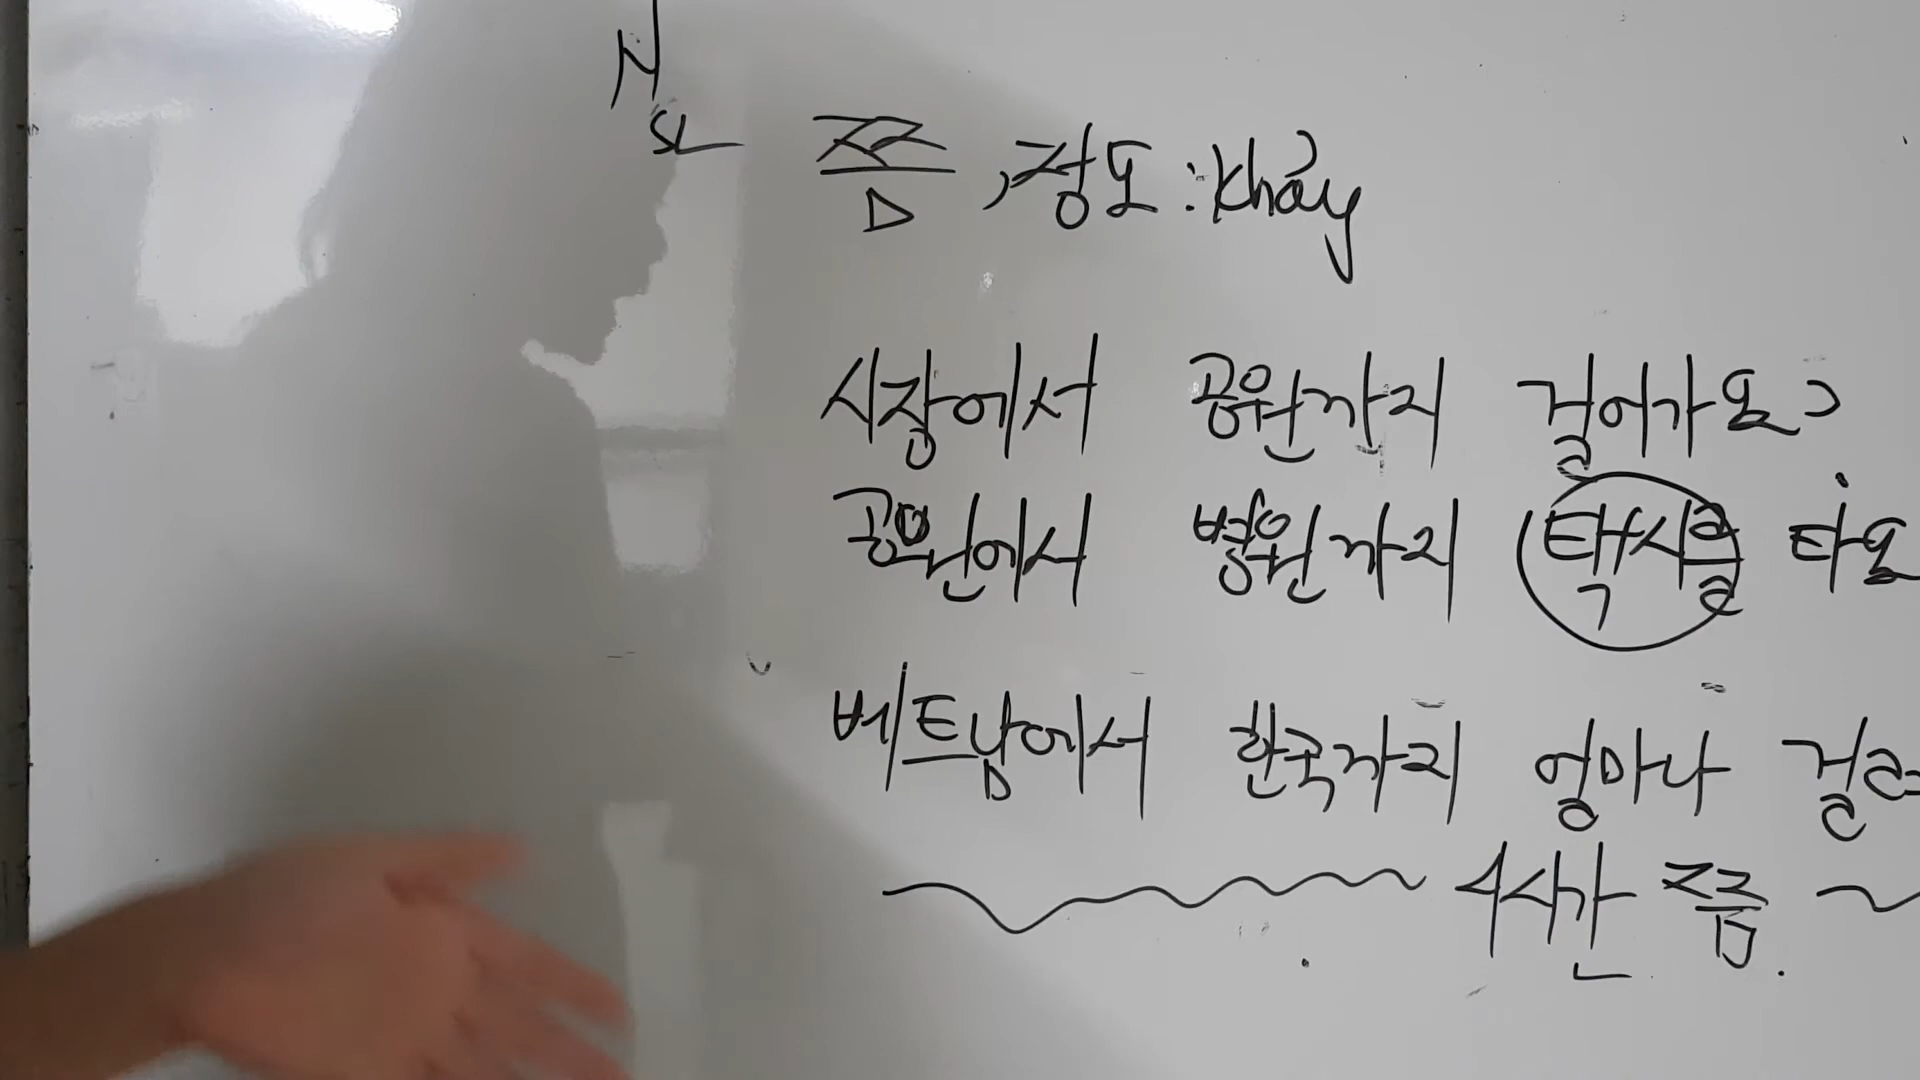 N SL 쯤, 정도 : khảy
시장에서 공원까지 걸어가요?
공원에서 병원까지 택시를 타요
베트남에서 한국까지 얼마나 걸려
4시간 쯤.